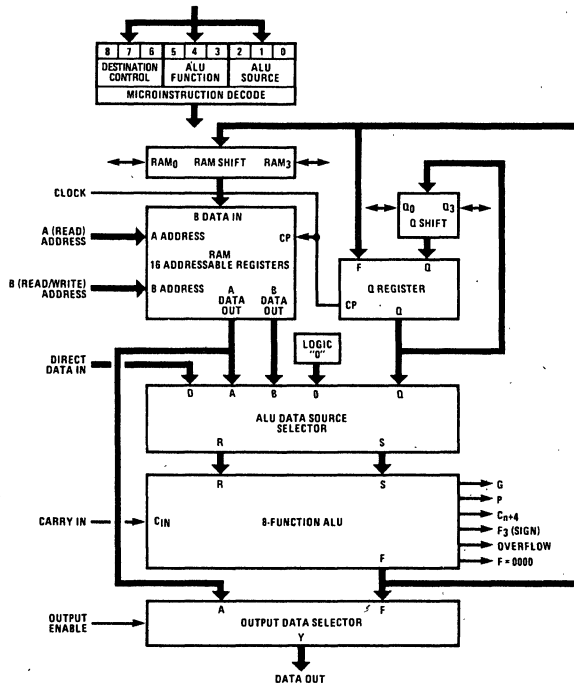 8 7 6 5 4 3 2 1 0
DESTINATION CONTROL
ALU FUNCTION
ALU SOURCE
MICROINSTRUCTION DECODE
RAM0 RAM SHIFT RAM3
CLOCK
Q0 Q3
Q SHIFT
B DATA IN
A (READ) ADDRESS
A ADDRESS
CP
RAM
16 ADDRESSABLE REGISTERS
F Q
Q REGISTER
CP
Q
B (READ/WRITE) ADDRESS
B ADDRESS
A DATA OUT
B DATA OUT
LOGIC "0"
DIRECT DATA IN
D A B 0 Q
ALU DATA SOURCE
SELECTOR
R S
R S
G
P
CARRY IN
CIN
8-FUNCTION ALU
Cn+4
F3 (SIGN)
OVERFLOW
F = 0000
F
A F
OUTPUT ENABLE
OUTPUT DATA SELECTOR
Y
DATA OUT